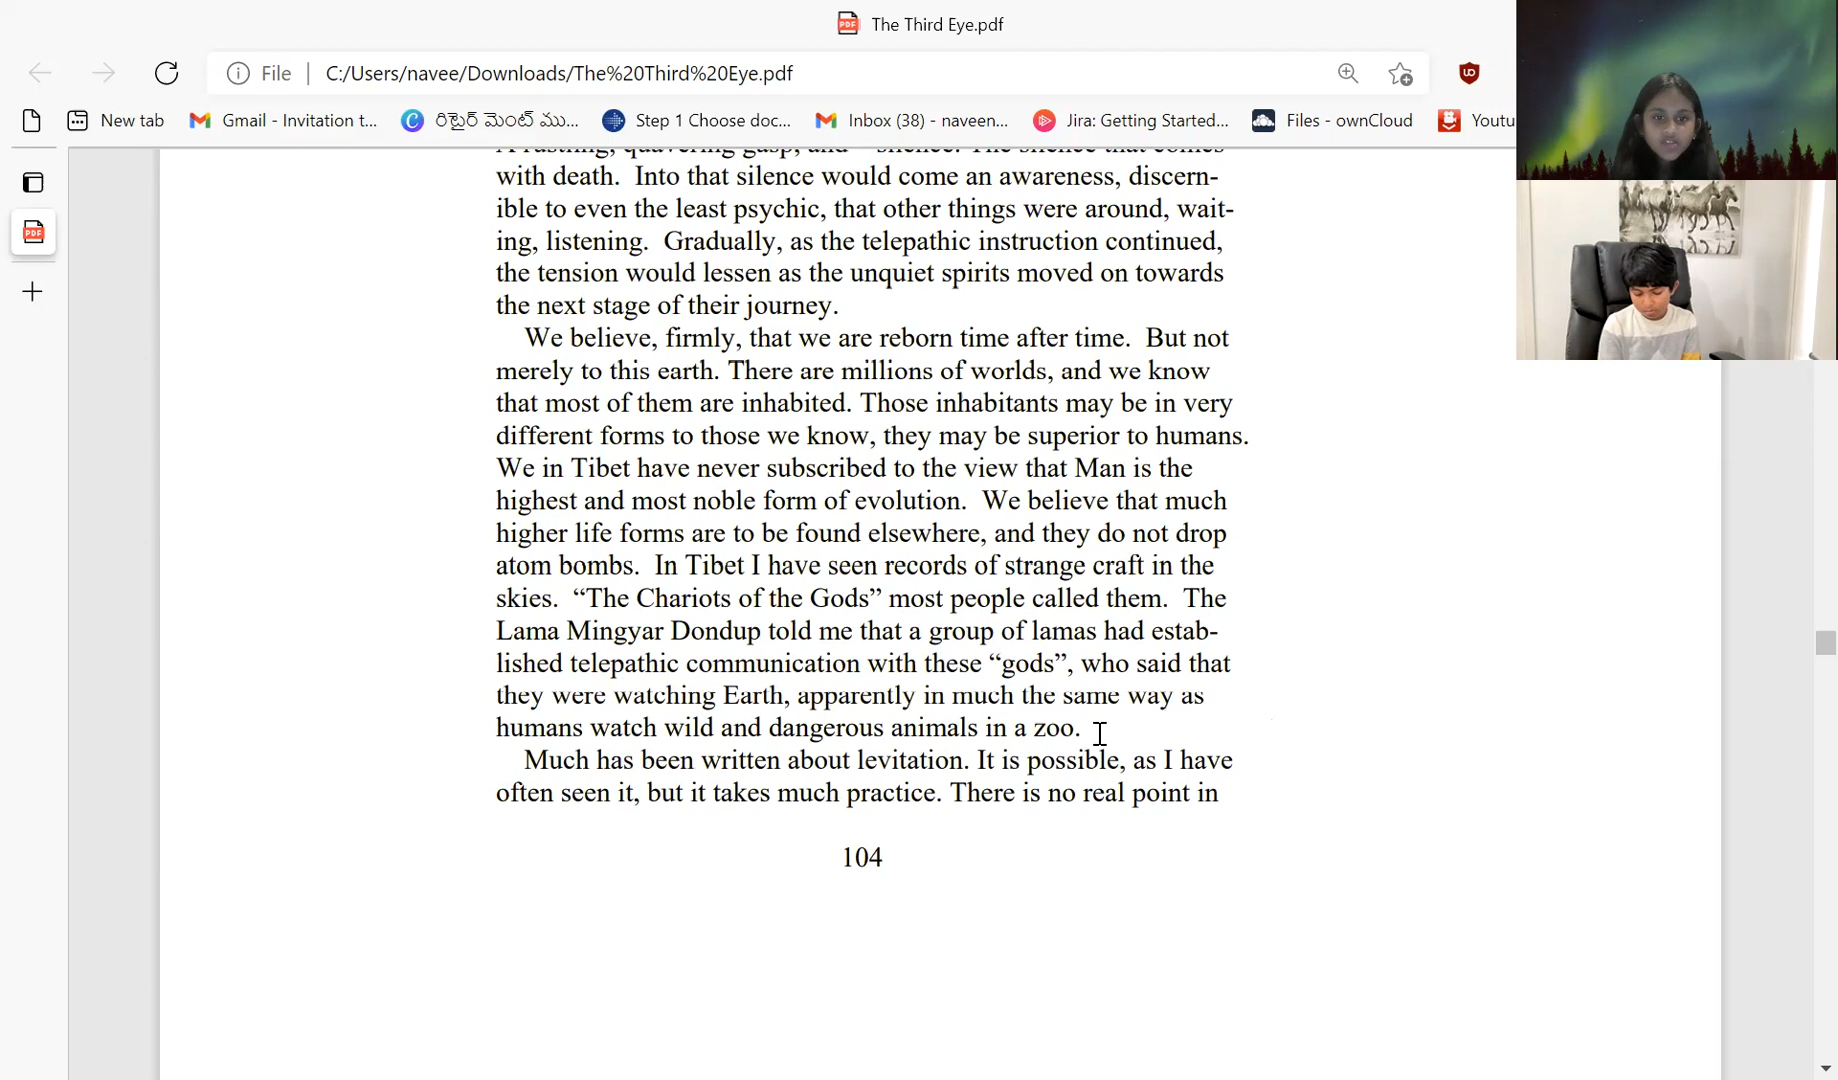 The Third Eye.pdf
File | C:/Users/navee/Downloads/The%20Third%20Eye.pdf
New tab Gmail - Invitation t... రిటైర్ మెంట్ ము... Step 1 Choose doc... Inbox (38) - naveen... Jira: Getting Started... Files - ownCloud Youtu
A rustling, quavering gasp, and silence. The silence that comes
with death. Into that silence would come an awareness, discern-
ible to even the least psychic, that other things were around, wait-
ing, listening. Gradually, as the telepathic instruction continued,
the tension would lessen as the unquiet spirits moved on towards
the next stage of their journey.
We believe, firmly, that we are reborn time after time. But not
merely to this earth. There are millions of worlds, and we know
that most of them are inhabited. Those inhabitants may be in very
different forms to those we know, they may be superior to humans.
We in Tibet have never subscribed to the view that Man is the
highest and most noble form of evolution. We believe that much
higher life forms are to be found elsewhere, and they do not drop
atom bombs. In Tibet I have seen records of strange craft in the
skies. “The Chariots of the Gods” most people called them. The
Lama Mingyar Dondup told me that a group of lamas had estab-
lished telepathic communication with these “gods”, who said that
they were watching Earth, apparently in much the same way as
humans watch wild and dangerous animals in a zoo.
Much has been written about levitation. It is possible, as I have
often seen it, but it takes much practice. There is no real point in
104